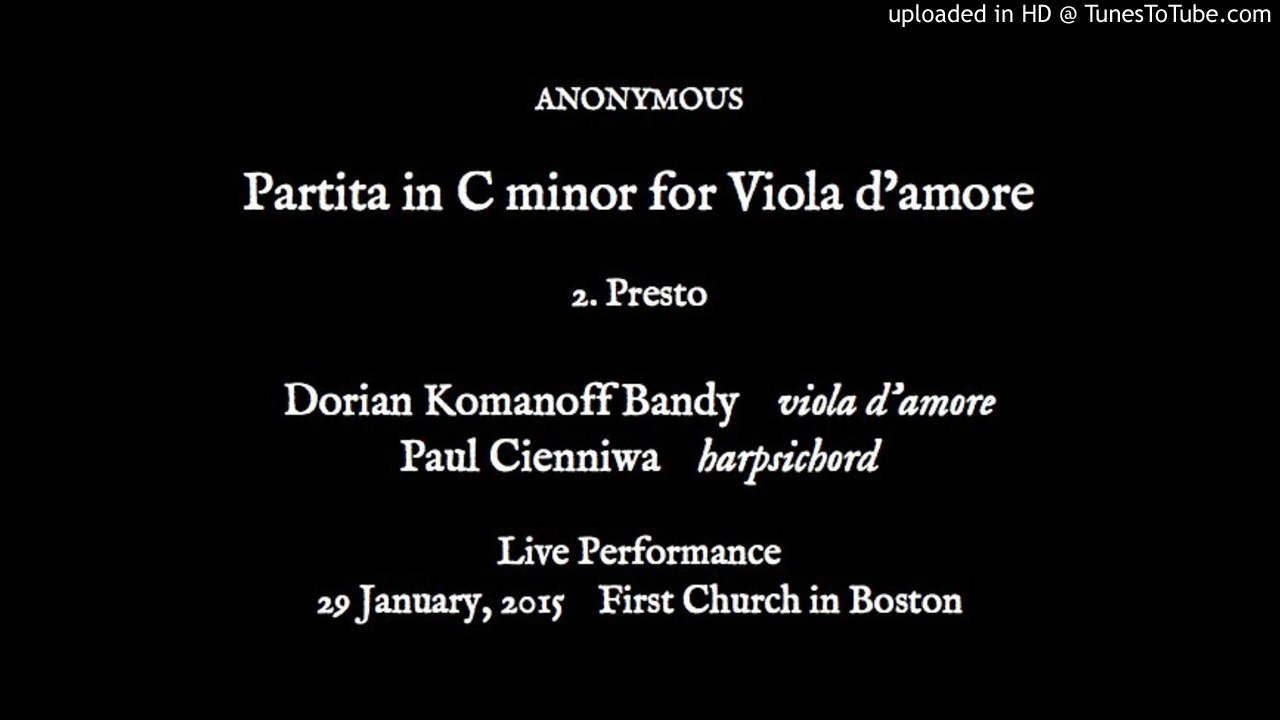 uploaded in HD @ TunesToTube.com
ANONYMOUS
Partita in C minor for Viola d’amore
2. Presto
Dorian Komanoff Bandy viola d’amore
Paul Cienniwa harpsichord
Live Performance
29 January, 2015 First Church in Boston